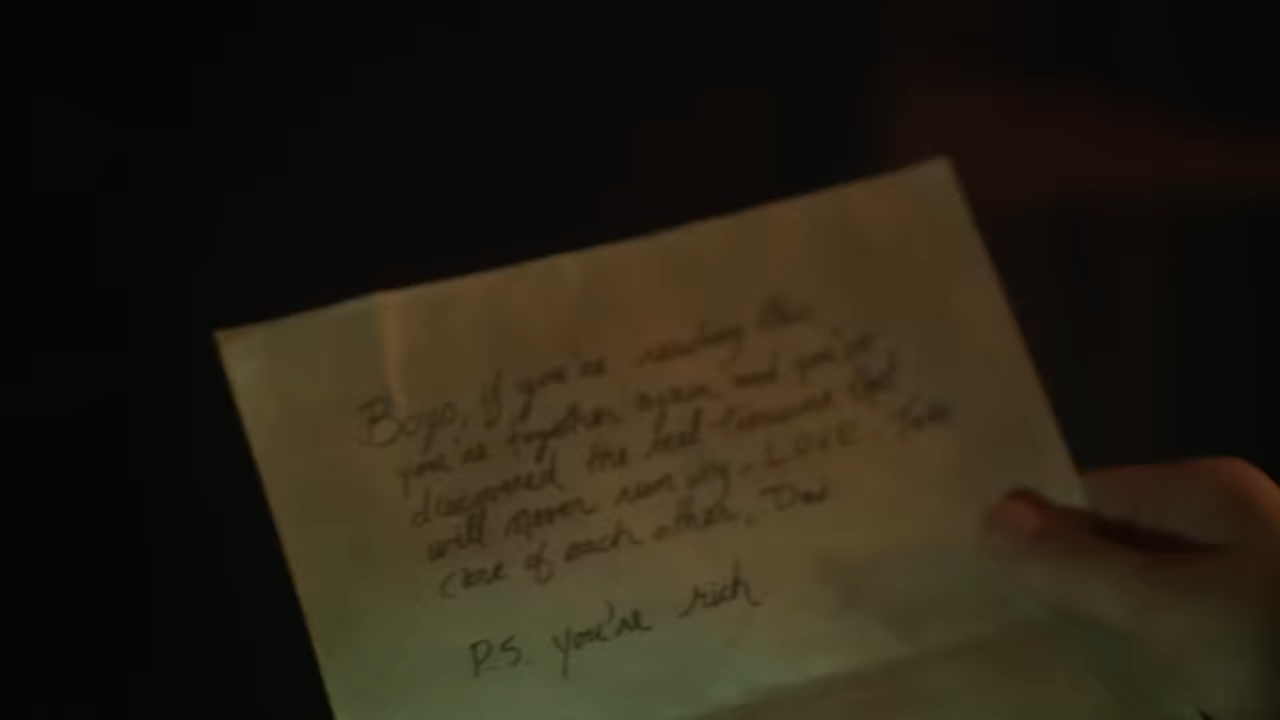 Boys, if you're reading this
you're together again and you've
discovered the real treasure that
will never run dry - LOVE. Take
care of each other, Dad
P.S. you're rich.